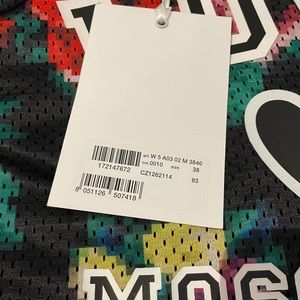 art. W 5 A03 02 M 3846
col. 0010 size 38
172147672 CZ1262114 83
8 051126 507418
MOS